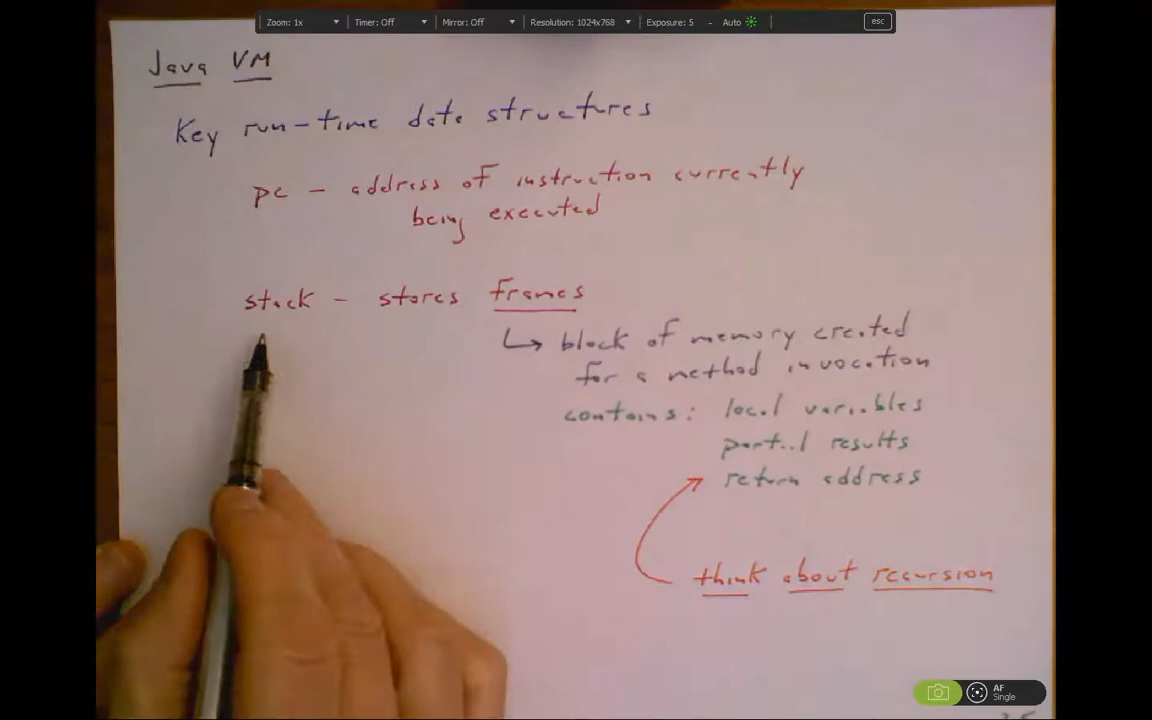 Zoom: 1x Timer: Off Mirror: Off Resolution: 1024x768 Exposure: 5 - Auto esc
Java VM
Key run-time data structures
pc - address of instruction currently
being executed
stack - stores frames
↳ block of memory created
for a method invocation
contains: local variables
partial results
return address
think about recursion
AF
Single